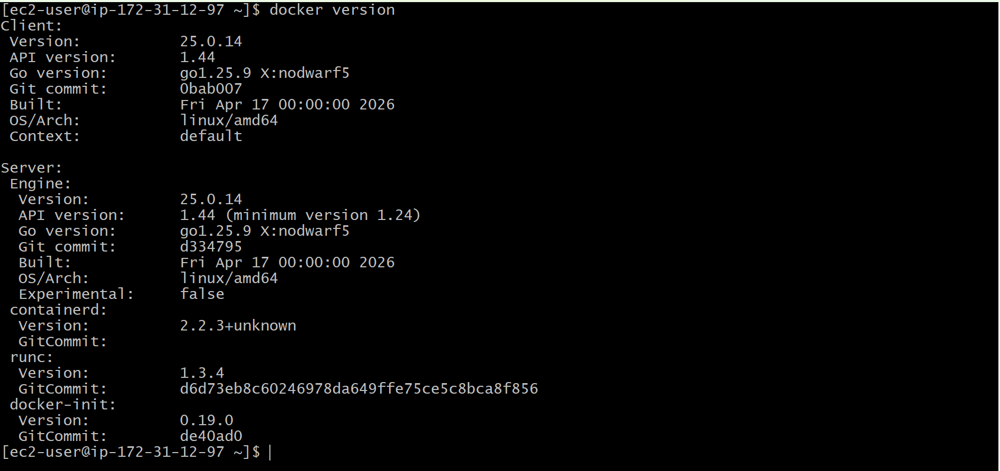 [ec2-user@ip-172-31-12-97 ~]$ docker version
Client:
 Version:           25.0.14
 API version:       1.44
 Go version:        go1.25.9 X:nodwarf5
 Git commit:        0bab007
 Built:             Fri Apr 17 00:00:00 2026
 OS/Arch:           linux/amd64
 Context:           default

Server:
 Engine:
  Version:          25.0.14
  API version:      1.44 (minimum version 1.24)
  Go version:       go1.25.9 X:nodwarf5
  Git commit:       d334795
  Built:            Fri Apr 17 00:00:00 2026
  OS/Arch:          linux/amd64
  Experimental:     false
 containerd:
  Version:          2.2.3+unknown
  GitCommit:
 runc:
  Version:          1.3.4
  GitCommit:        d6d73eb8c60246978da649ffe75ce5c8bca8f856
 docker-init:
  Version:          0.19.0
  GitCommit:        de40ad0
[ec2-user@ip-172-31-12-97 ~]$